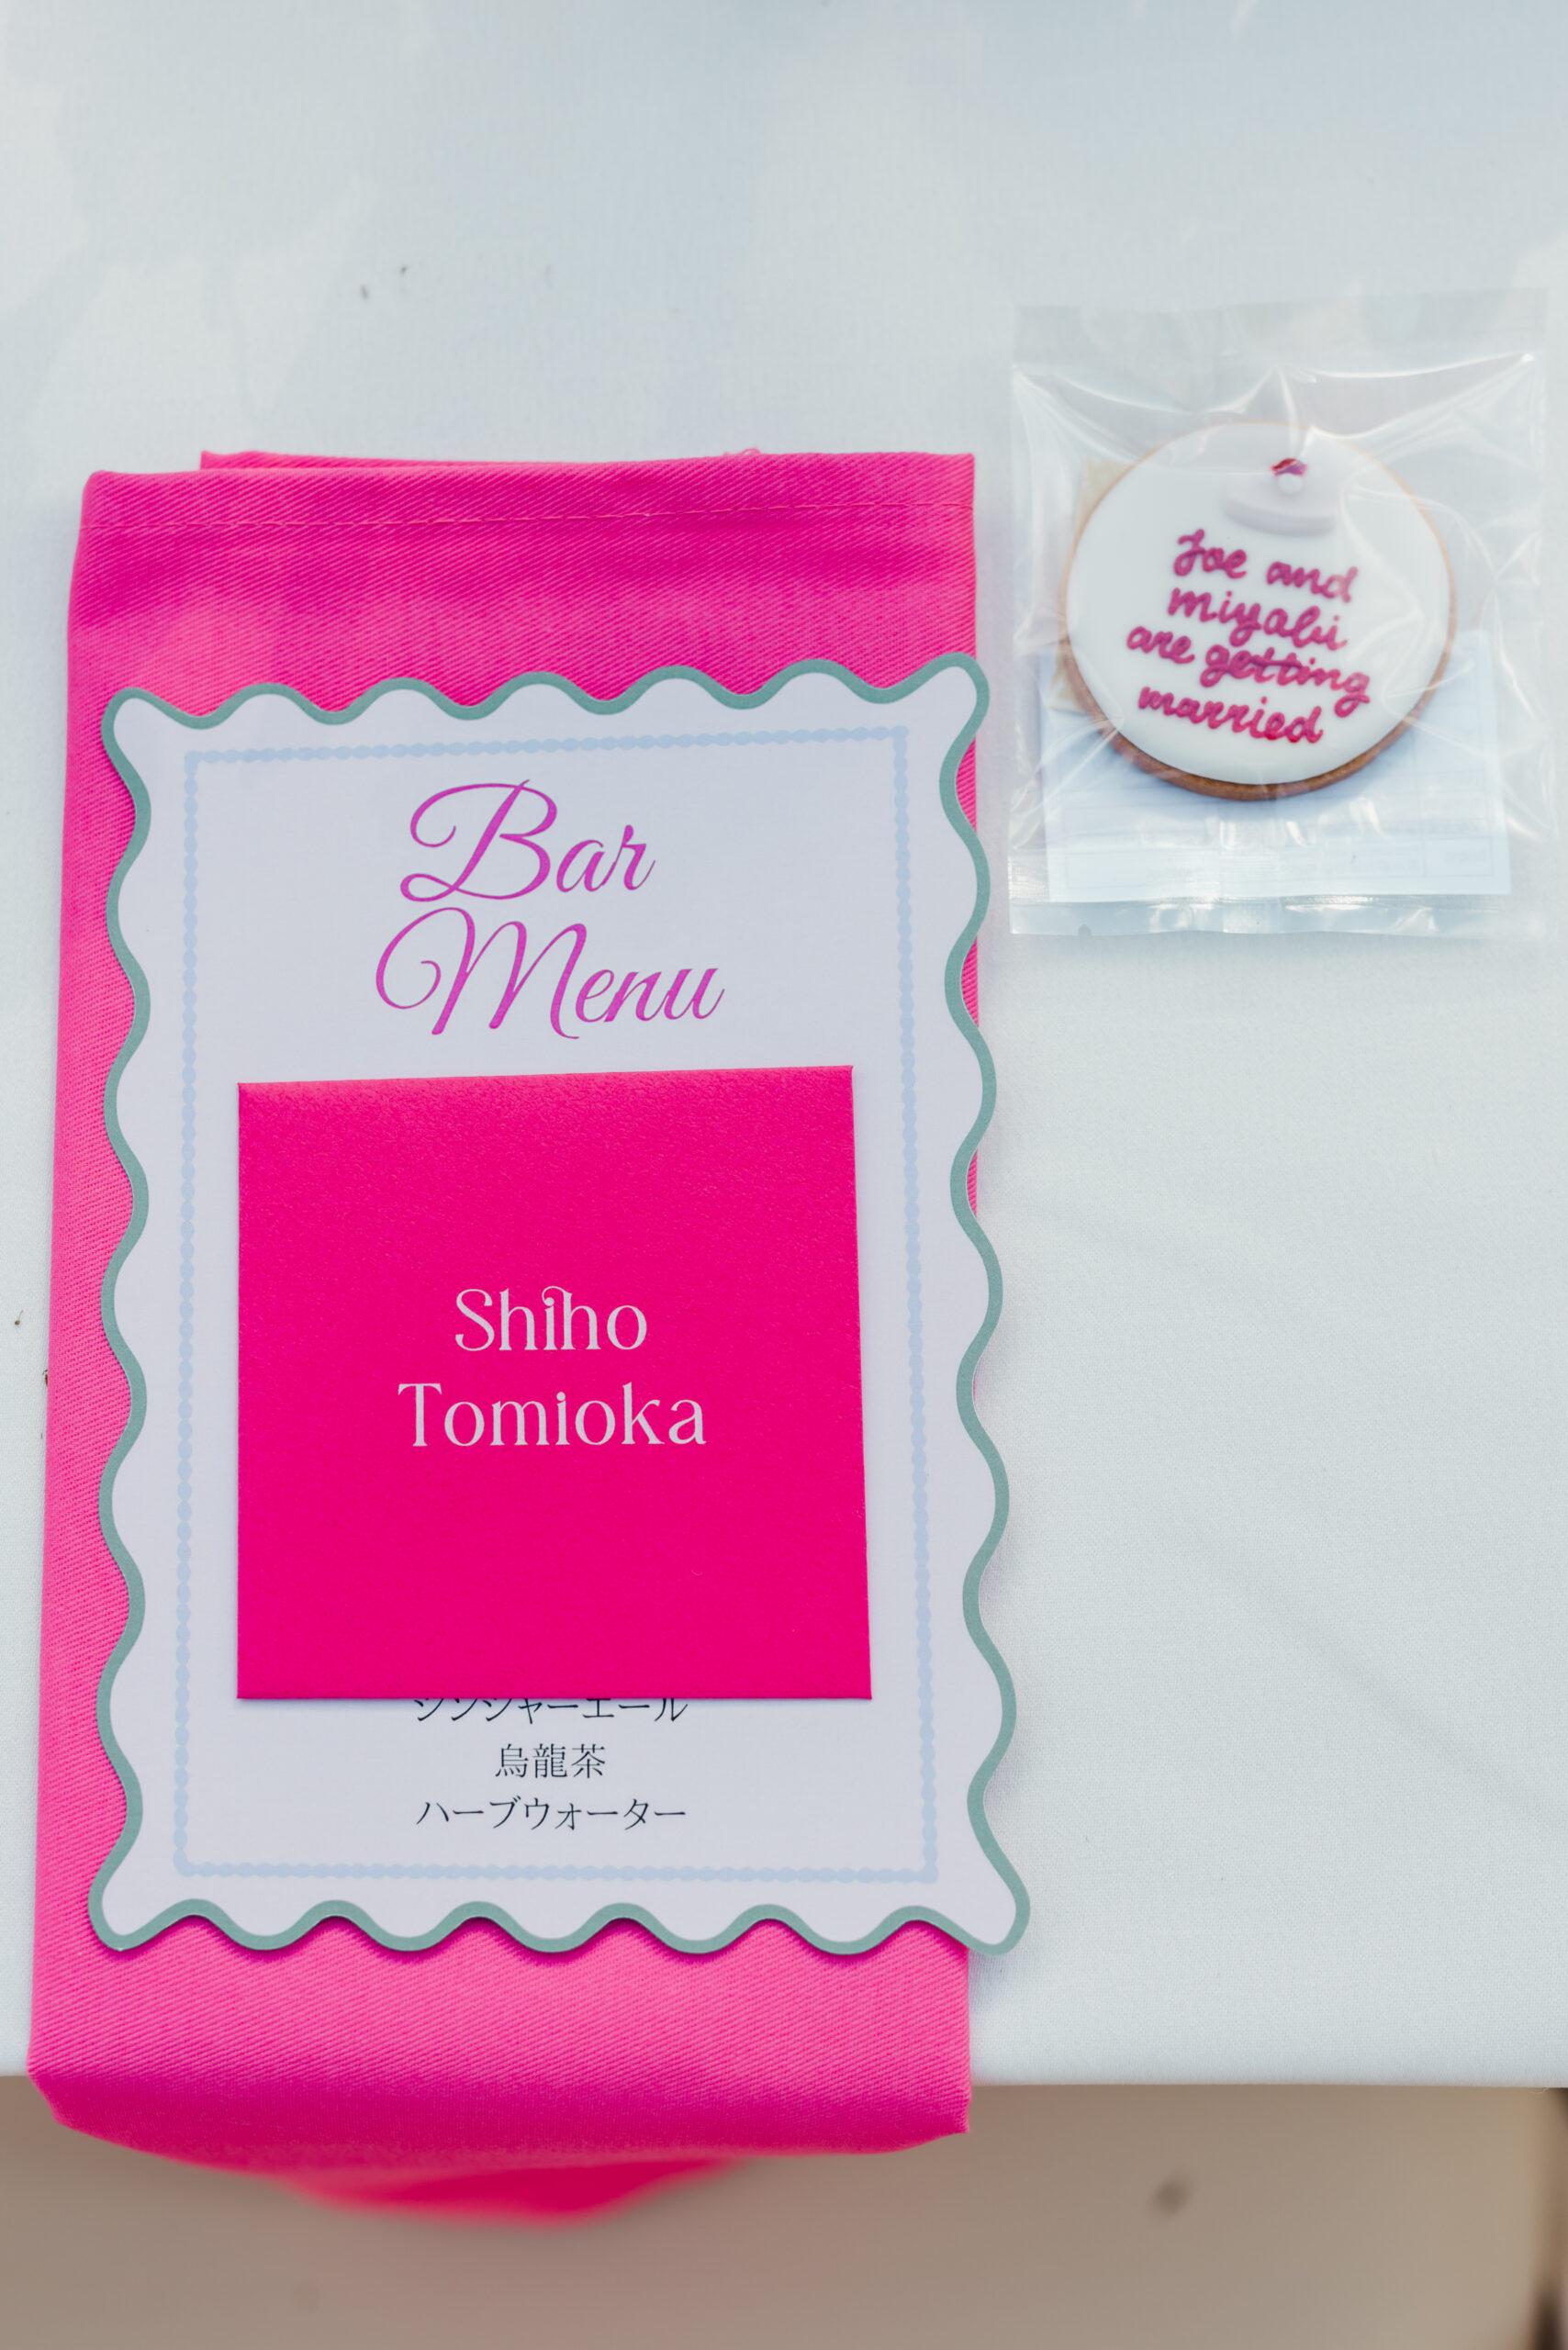 Bar
Menu
Shiho
Tomioka
ジンジャーエール
烏龍茶
ハーブウォーター
Joe and
miyabi
are getting
married